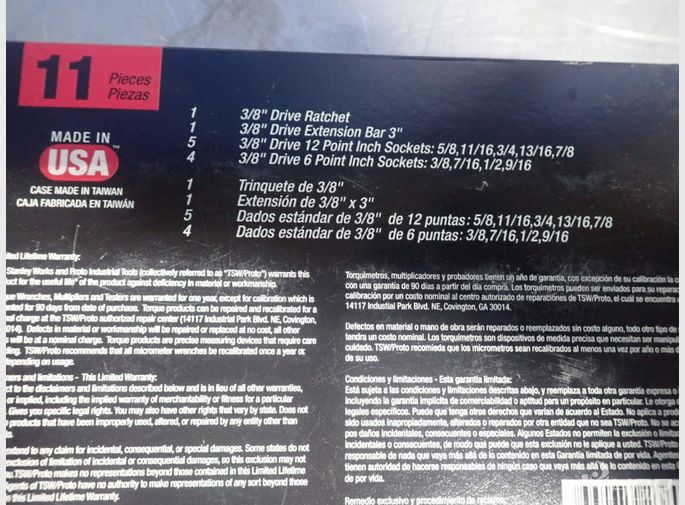 11 Pieces
Piezas
MADE IN
USA™
CASE MADE IN TAIWAN
CAJA FABRICADA EN TAIWÁN
1 3/8" Drive Ratchet
1 3/8" Drive Extension Bar 3"
5 3/8" Drive 12 Point Inch Sockets: 5/8,11/16,3/4,13/16,7/8
4 3/8" Drive 6 Point Inch Sockets: 3/8,7/16,1/2,9/16
1 Trinquete de 3/8"
1 Extensión de 3/8" x 3"
5 Dados estándar de 3/8" de 12 puntas: 5/8,11/16,3/4,13/16,7/8
4 Dados estándar de 3/8" de 6 puntas: 3/8,7/16,1/2,9/16
Lifetime Warranty:
Stanley Works and Proto Industrial Tools (collectively referred to as "TSW/Proto") warrants this
for the useful life" of the product against deficiency in material or workmanship.
Wrenches, Multipliers and Testers are warranted for one year, except for calibration which is
for 90 days from date of purchase. Torque products can be repaired and recalibrated for a
charge at the TSW/Proto authorized repair center (14117 Industrial Park Blvd. NE, Covington,
Defects in material or workmanship will be repaired or replaced at no cost, all other
will be at a nominal charge. Torque products are precise measuring devices that require care
TSW/Proto recommends that all micrometer wrenches be recalibrated once a year or
on usage.
and limitations - This Limited Warranty:
to the disclaimers and limitations described below and is in lieu of all other warranties,
or implied, including the implied warranty of merchantability or fitness for a particular
Gives you specific legal rights. You may also have other rights that vary by state. Does not
products that have been improperly used, altered, or repaired by any entity other than
to any claim for incidental, consequential, or special damages. Some states do not
exclusion of limitation of incidental or consequential damages, so this exclusion may not
TSW/Proto makes no representations beyond those contained in this Limited Lifetime
of TSW/Proto have no authority to make representations of any sort beyond those
in this Limited Lifetime Warranty.
Torquimetros, multiplicadores y probadores tienen un año de garantía, con excepción de su calibración la
con una garantía de 90 días a partir del día compra. Los torquímetros pueden ser enviados para su
calibración por un costo nominal al centro autorizado de reparaciones de TSW/Proto, el cuál se encuentra
14117 Industial Park Blvd. NE, Covington, GA 30014.
Defectos en material o mano de obra serán reparados o reemplazados sin costo alguno, todo otro tipo de
tendra un costo nominal. Los torquímetros son dispositivos de medida precisa que necesitan ser
calibrados. TSW/Proto recomieda que los micrometros sean recalibrados al menos una vez por año o más
de su uso.
Condiciones y limitaciones - Esta garantía limitada:
Está sujeta a las condiciones y limitaciones descritas abajo, y reemplaza a toda otra garantía expresa o
incluyendo la garantía implícita de comerciabilidad o aptitud para un propósito en particular. Le otorga
legales específicos. Puede que tenga otros derechos que varían de acuerdo al Estado. No aplica a
sido usados inapropiadamente, alterados o reparados por otra entidad que no sea TSW/Proto. No se
pos daños incidentales, consecuentes o especiales. Algunos Estados no permiten la exclusión o
incidentales o consecuentes, de modo qué puede que esta exclusión no le aplique a usted.
responsable de nada que vaya más allá de lo contenido en esta Garantía Limitada de por vida.
tienen autoridad de hacerse responsables de ningún caso que vaya más allá de lo contenido en esta
de por vida.
Remedio exclusivo y procedimiento de reclamo: